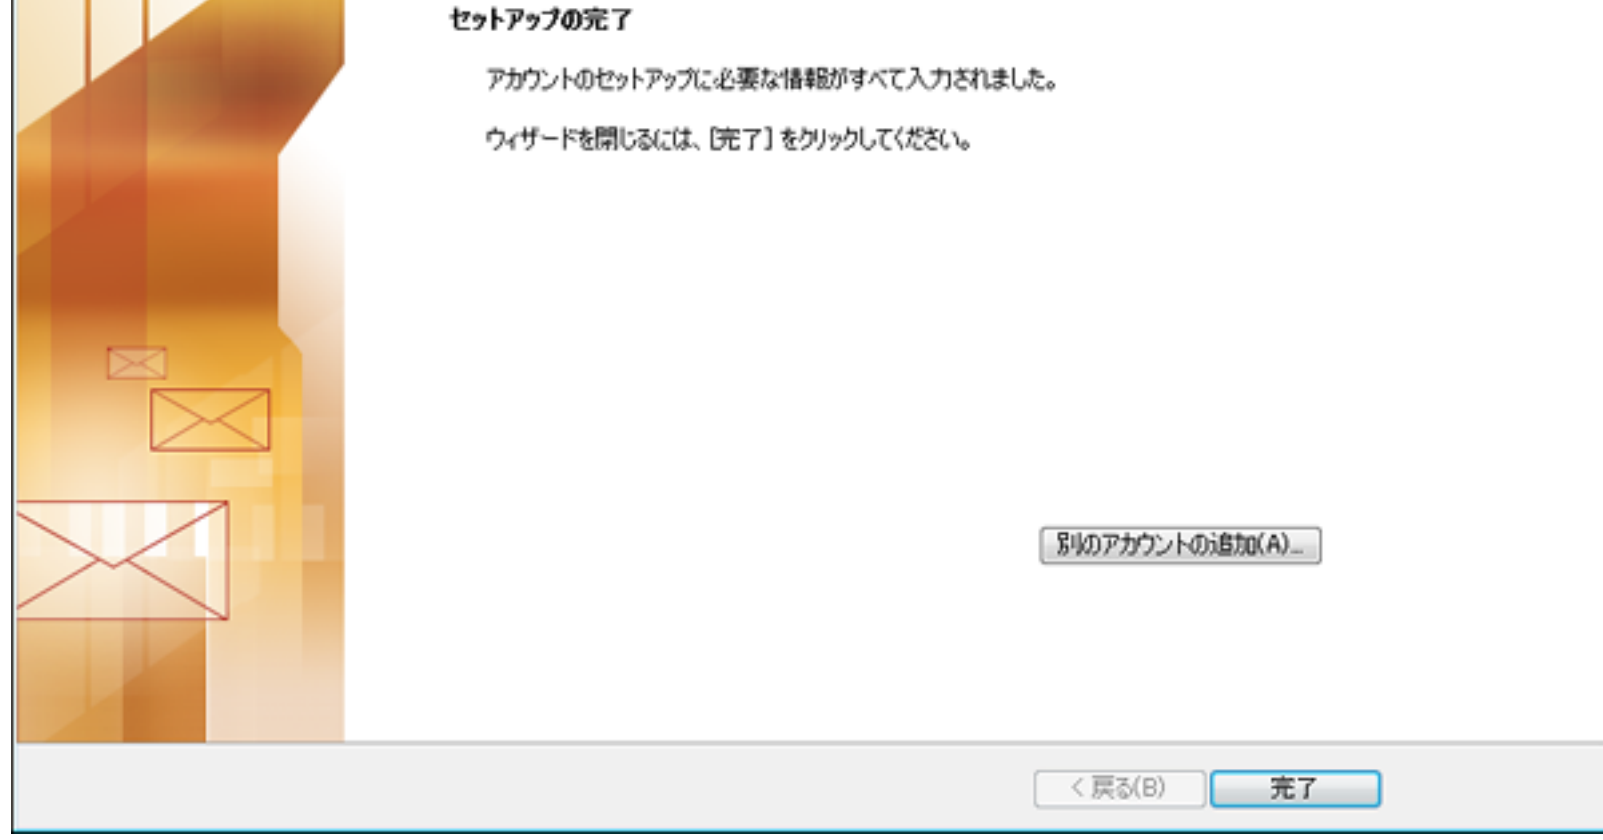 セットアップの完了
アカウントのセットアップに必要な情報がすべて入力されました。
ウィザードを閉じるには、[完了] をクリックしてください。
別のアカウントの追加(A)...
< 戻る(B)
完了